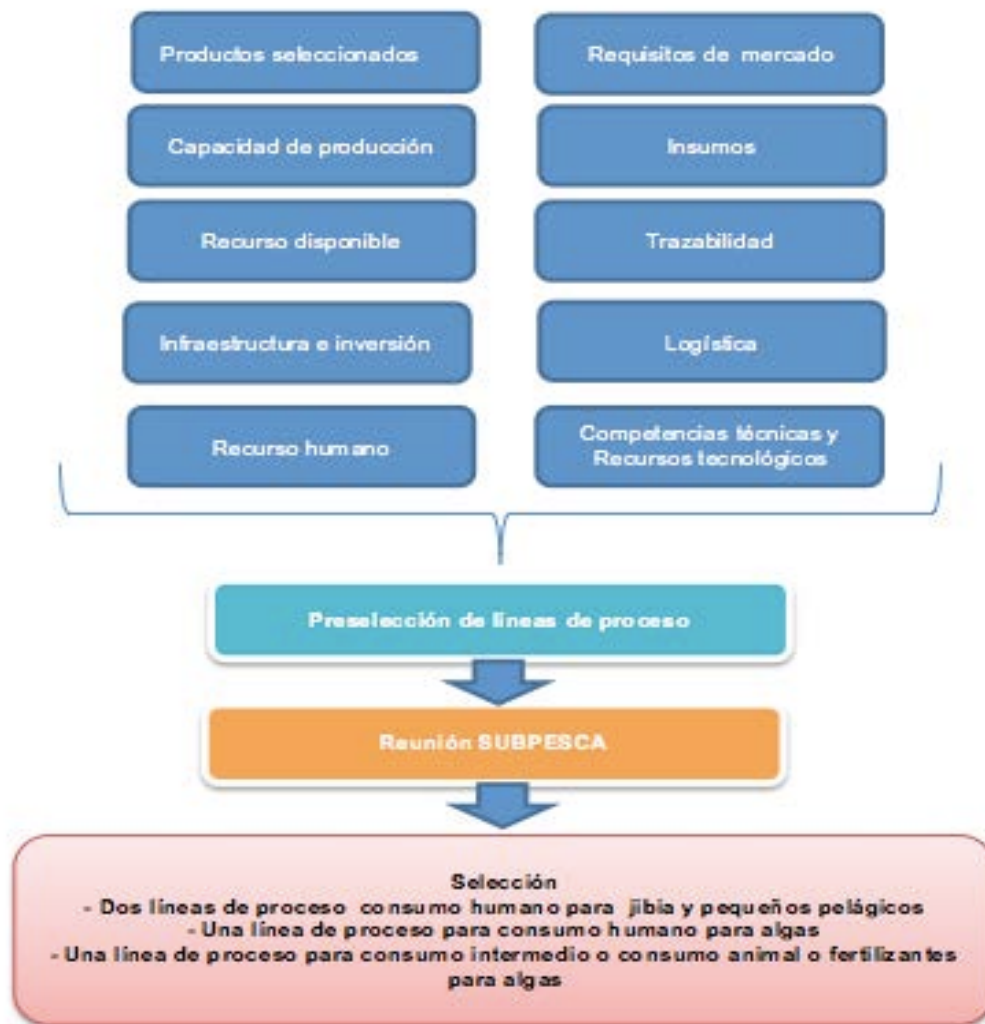 Productos seleccionados
Requisitos de mercado
Capacidad de producción
Insumos
Recurso disponible
Trazabilidad
Infraestructura e inversión
Logística
Recurso humano
Competencias técnicas y
Recursos tecnológicos
Preselección de líneas de proceso
Reunión SUBPESCA
Selección
- Dos líneas de proceso consumo humano para jibia y pequeños pelágicos
- Una línea de proceso para consumo humano para algas
- Una línea de proceso para consumo intermedio o consumo animal o fertilizantes
para algas